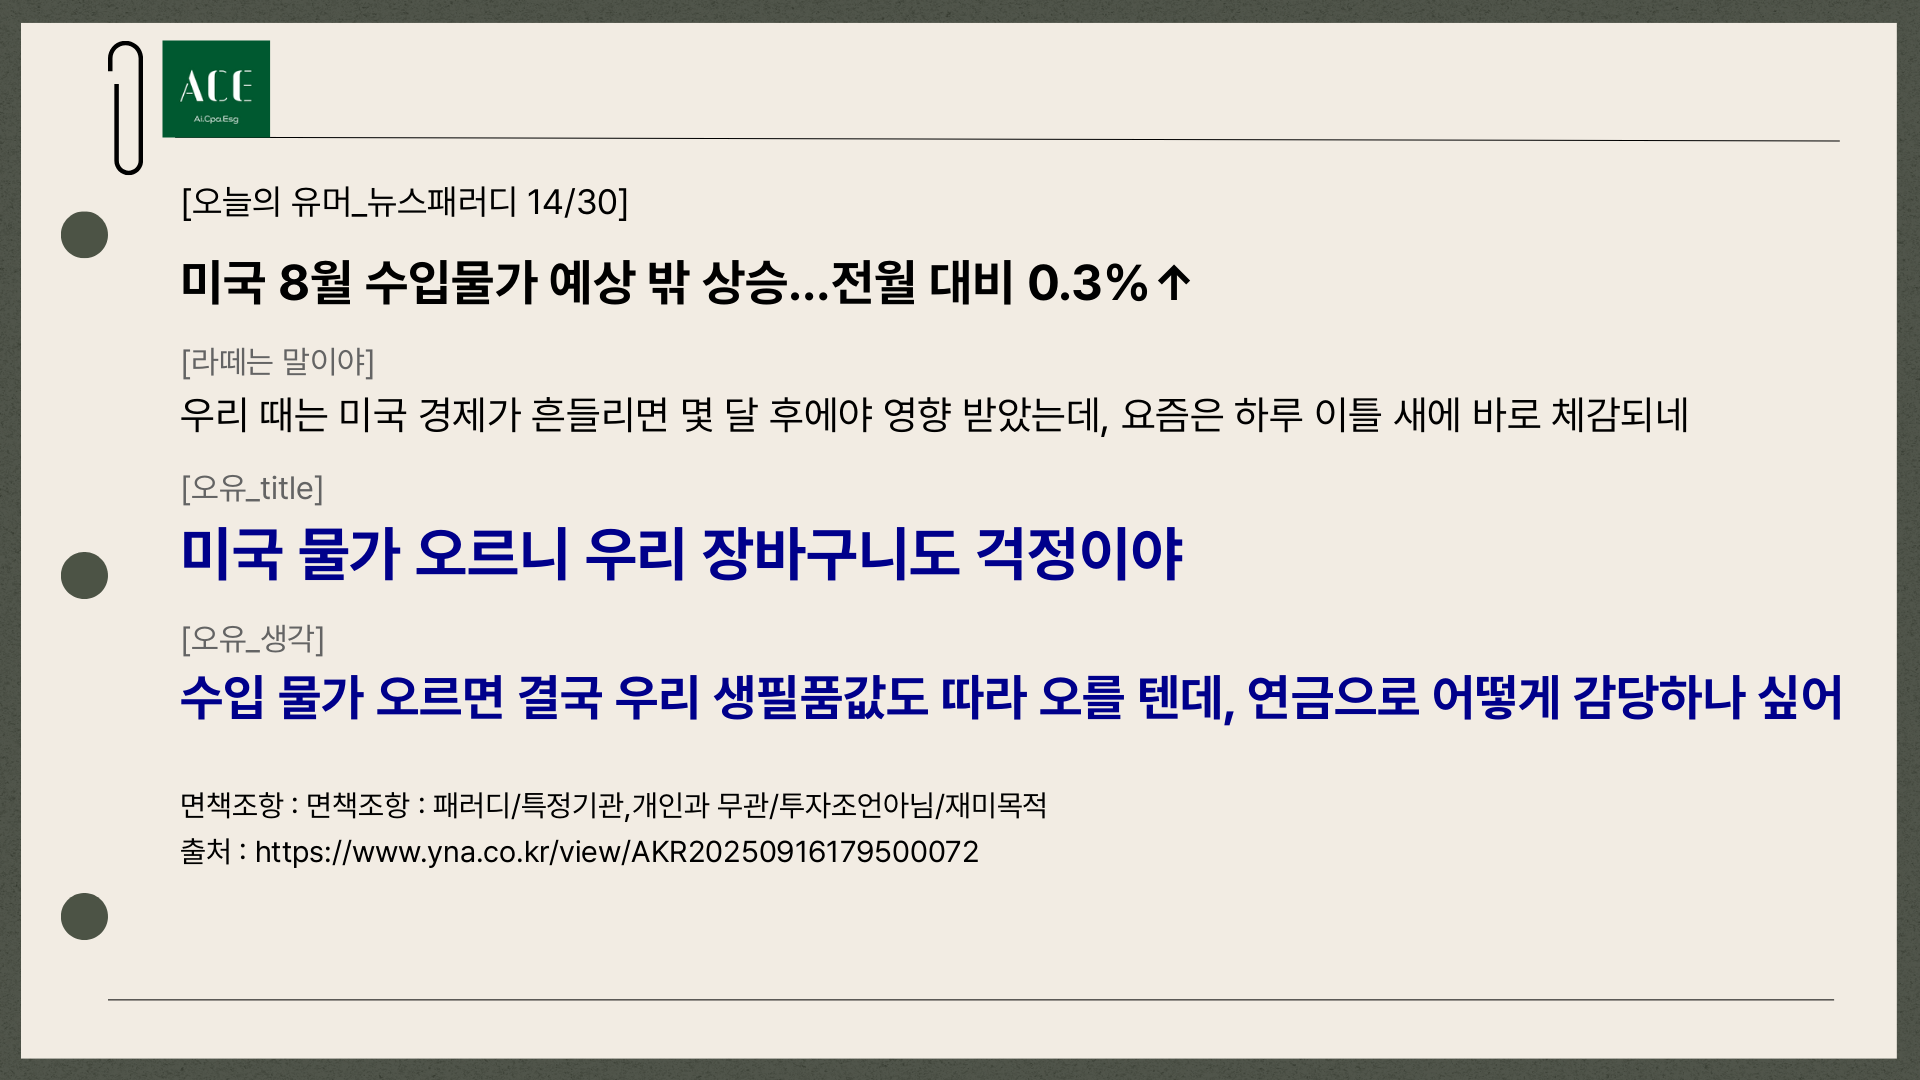 ACE
Ai.Cpa.Esg
[오늘의 유머_뉴스패러디 14/30]
미국 8월 수입물가 예상 밖 상승...전월 대비 0.3%↑
[라떼는 말이야]
우리 때는 미국 경제가 흔들리면 몇 달 후에야 영향 받았는데, 요즘은 하루 이틀 새에 바로 체감되네
[오유_title]
미국 물가 오르니 우리 장바구니도 걱정이야
[오유_생각]
수입 물가 오르면 결국 우리 생필품값도 따라 오를 텐데, 연금으로 어떻게 감당하나 싶어
면책조항 : 면책조항 : 패러디/특정기관,개인과 무관/투자조언아님/재미목적
출처 : https://www.yna.co.kr/view/AKR20250916179500072